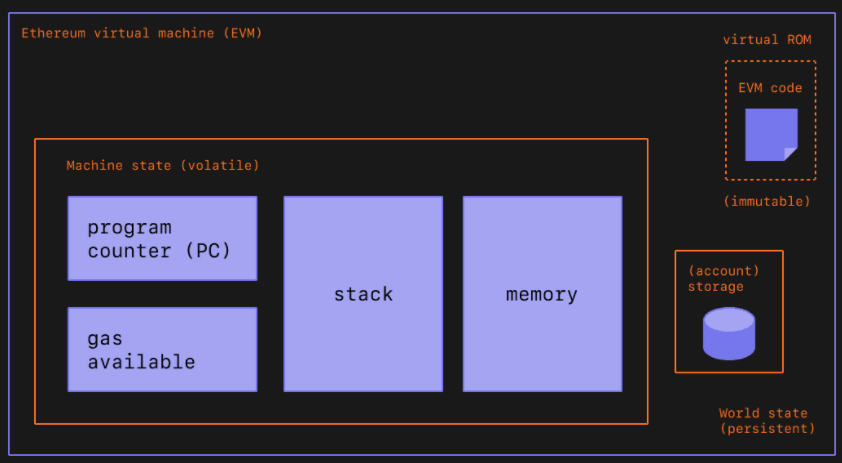 Ethereum virtual machine (EVM)
virtual ROM
EVM code
(immutable)
Machine state (volatile)
program
counter (PC)
gas
available
stack
memory
(account)
storage
World state
(persistent)